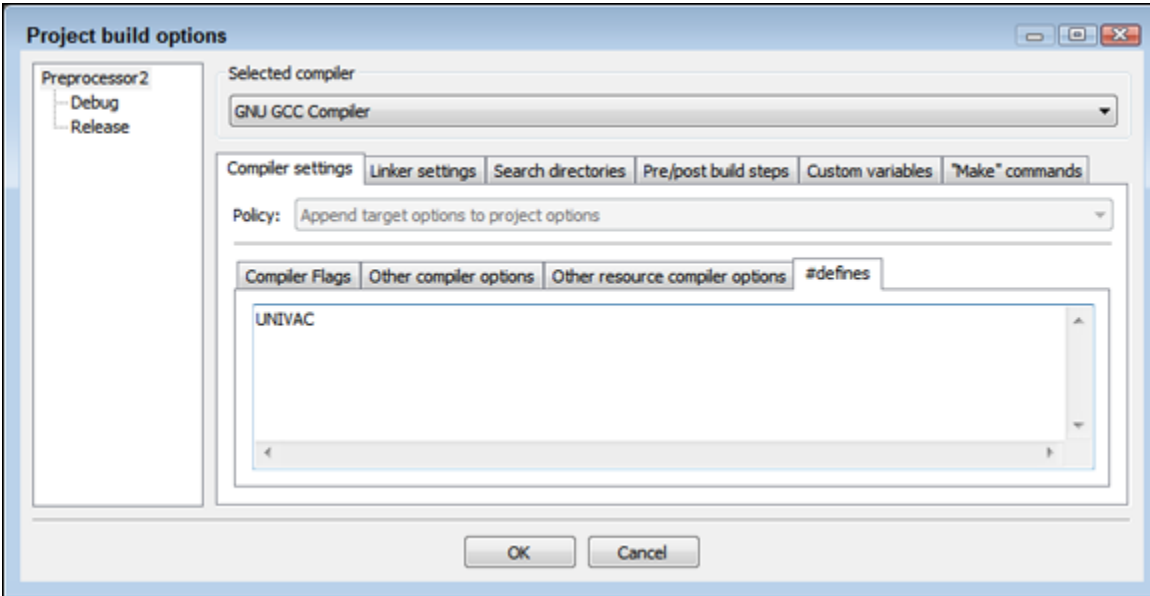 Project build options
Preprocessor2
Debug
Release
Selected compiler
GNU GCC Compiler
Compiler settings
Linker settings
Search directories
Pre/post build steps
Custom variables
"Make" commands
Policy:
Append target options to project options
Compiler Flags
Other compiler options
Other resource compiler options
#defines
UNIVAC
OK
Cancel